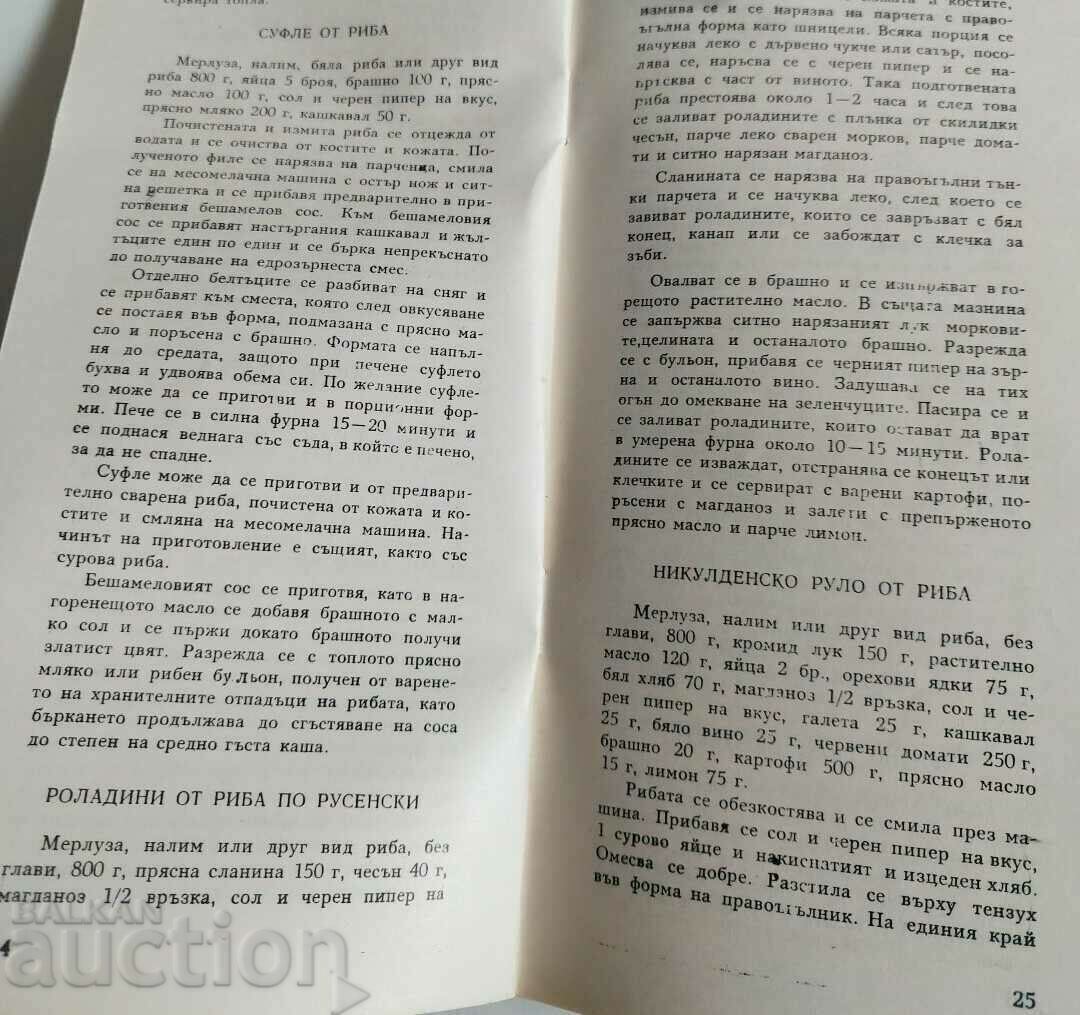 сервира топла.
СУФЛЕ ОТ РИБА
Мерлуза, налим, бяла риба или друг вид
риба 800 г, яйца 5 броя, брашно 100 г, пряс-
но масло 100 г, сол и черен пипер на вкус,
прясно мляко 200 г, кашкавал 50 г.
Почистената и измита риба се отцежда от
водата и се очиства от костите и кожата. По-
лученото филе се нарязва на парченца, смила
се на месомелачна машина с остър нож и сит-
на решетка и се прибавя предварително в при-
готвения бешамелов сос. Към бешамеловия
сос се прибавят настъргания кашкавал и жъл-
тъците един по един и се бърка непрекъснато
до получаване на едрозърнеста смес.
Отделно белтъците се разбиват на сняг и
се прибавят към сместа, която след овкусяване
се поставя във форма, подмазана с прясно ма-
сло и поръсена с брашно. Формата се напъл-
ня до средата, защото при печене суфлето
бухва и удвоява обема си. По желание суфле-
то може да се приготви и в порционни фор-
ми. Пече се в силна фурна 15—20 минути и
се поднася веднага със съда, в който е печено,
за да не спадне.
Суфле може да се приготви и от предвари-
телно сварена риба, почистена от кожата и ко-
стите и смляна на месомелачна машина. На-
чинът на приготовление е същият, както със
сурова риба.
Бешамеловият сос се приготвя, като в на-
горенещото масло се добавя брашното с мал-
ко сол и се пържи докато брашното получи
златист цвят. Разрежда се с топлото прясно
мляко или рибен бульон, получен от варене-
то на хранителните отпадъци на рибата, като
бъркането продължава до сгъстяване на соса
до степен на средно гъста каша.
РОЛАДИНИ ОТ РИБА ПО РУСЕНСКИ
Мерлуза, налим или друг вид риба, без
глави, 800 г, прясна сланина 150 г, чесън 40 г,
магданоз 1/2 връзка, сол и черен пипер на
4
и костите,
измива се и се нарязва на парчета с право-
ъгълна форма като шницели. Всяка порция се
начуква леко с дървено чукче или сатър, посо-
лява се, наръсва се с черен пипер и се на-
пръсква с част от виното. Така подготвената
риба престоява около 1—2 часа и след това
се заливат роладините с плънка от скилидки
чесън, парче леко сварен морков, парче дома-
ти и ситно нарязан магданоз.
Сланината се нарязва на правоъгълни тън-
ки парчета и се начуква леко, след което се
завиват роладините, които се завръзват с бял
конец, канап или се забождат с клечка за
зъби.
Овалват се в брашно и се изпържват в го-
рещото растително масло. В същата мазнина
се запържва ситно нарязаният лук моркови-
те,целината и останалото брашно. Разрежда
се с бульон, прибавя се черният пипер на зър-
на и останалото вино. Задушава се на тих
огън до омекване на зеленчуците. Пасира се и
се заливат роладините, които остават да врат
в умерена фурна около 10—15 минути. Рола-
дините се изваждат, отстранява се конецът или
клечките и се сервират с варени картофи, по-
ръсени с магданоз и залети с препърженото
прясно масло и парче лимон.
НИКУЛДЕНСКО РУЛО ОТ РИБА
Мерлуза, налим или друг вид риба, без
глави, 800 г, кромид лук 150 г, растително
масло 120 г, яйца 2 бр., орехови ядки 75 г,
бял хляб 70 г, магданоз 1/2 връзка, сол и че-
рен пипер на вкус, галета 25 г, кашкавал
25 г, бяло вино 25 г, червени домати 250 г,
брашно 20 г, картофи 500 г, прясно масло
15 г, лимон 75 г.
Рибата се обезкостява и се смила през ма-
шина. Прибавя се сол и черен пипер на вкус,
1 сурово яйце и накиснатият и изцеден хляб.
Омесва се добре. Разстила се върху тензух
във форма на правоъгълник. На единия край
25
BALKAN
auction